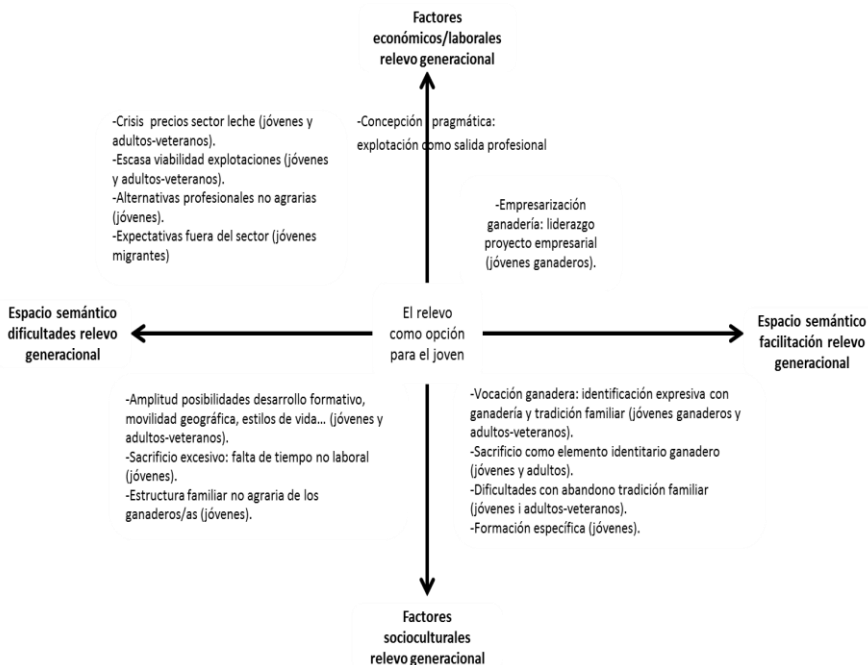 Factores
económicos/laborales
relevo generacional
-Crisis precios sector leche (jóvenes y
adultos-veteranos).
-Escasa viabilidad explotaciones (jóvenes
y adultos-veteranos).
-Alternativas profesionales no agrarias
(jóvenes).
-Expectativas fuera del sector (jóvenes
migrantes)
-Concepción pragmática:
explotación como salida profesional
-Empresarización
ganadería: liderazgo
proyecto empresarial
(jóvenes ganaderos).
Espacio semántico
dificultades relevo
generacional
El relevo
como opción
para el joven
Espacio semántico
facilitación relevo
generacional
-Amplitud posibilidades desarrollo formativo,
movilidad geográfica, estilos de vida... (jóvenes y
adultos-veteranos).
-Sacrificio excesivo: falta de tiempo no laboral
(jóvenes).
-Estructura familiar no agraria de los
ganaderos/as (jóvenes).
-Vocación ganadera: identificación expresiva con
ganadería y tradición familiar (jóvenes ganaderos y
adultos-veteranos).
-Sacrificio como elemento identitario ganadero
(jóvenes y adultos).
-Dificultades con abandono tradición familiar
(jóvenes i adultos-veteranos).
-Formación específica (jóvenes).
Factores
socioculturales
relevo generacional